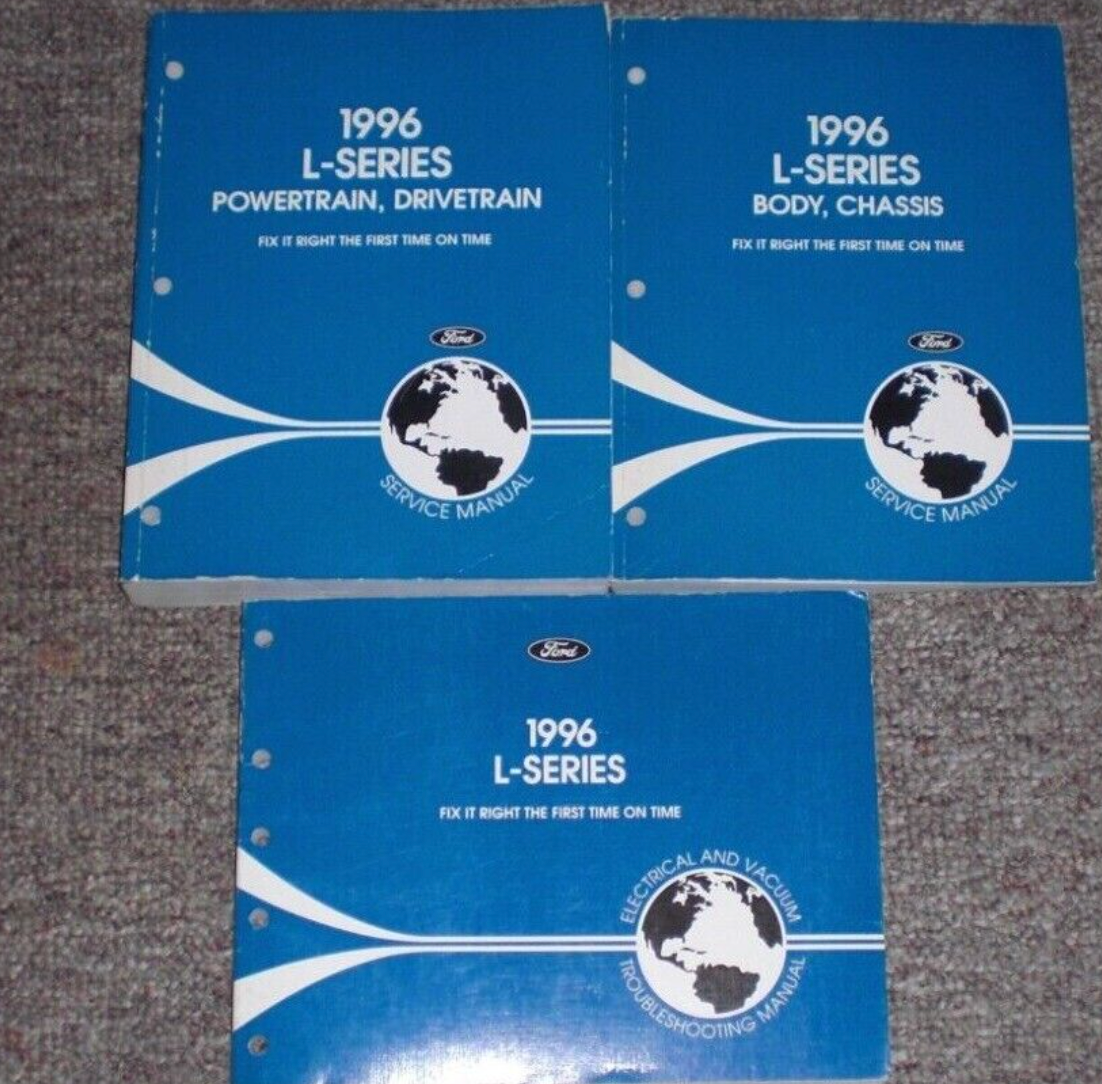 1996
L-SERIES
POWERTRAIN, DRIVETRAIN
FIX IT RIGHT THE FIRST TIME ON TIME
Ford
SERVICE MANUAL
1996
L-SERIES
BODY, CHASSIS
FIX IT RIGHT THE FIRST TIME ON TIME
Ford
SERVICE MANUAL
Ford
1996
L-SERIES
FIX IT RIGHT THE FIRST TIME ON TIME
ELECTRICAL AND VACUUM
TROUBLESHOOTING MANUAL